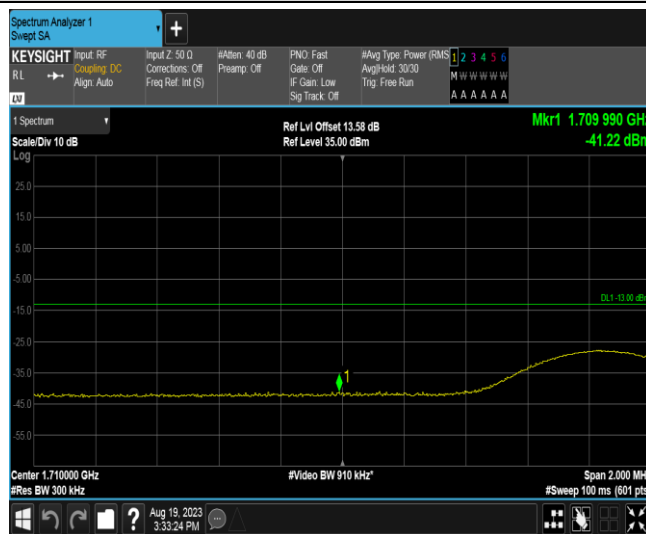 Spectrum Analyzer 1
Swept SA
+
KEYSIGHT Input: RF Input Z: 50 Ω #Atten: 40 dB PNO: Fast #Avg Type: Power (RMS 1 2 3 4 5 6
RL Coupling: DC Corrections: Off Preamp: Off Gate: Off Avg|Hold: 30/30 M W W W W W
Align: Auto Freq Ref: Int (S) IF Gain: Low Trig: Free Run
Sig Track: Off A A A A A A
LXI
1 Spectrum Ref Lvl Offset 13.58 dB Mkr1 1.709 990 GHz
Scale/Div 10 dB Ref Level 35.00 dBm -41.22 dBm
Log
25.0
15.0
5.00
-5.00
DL1 -13.00 dBm
-15.0
-25.0
-35.0
1
-45.0
-55.0
Center 1.710000 GHz #Video BW 910 kHz* Span 2.000 MH
#Res BW 300 kHz #Sweep 100 ms (601 pts
? Aug 19, 2023
3:33:24 PM